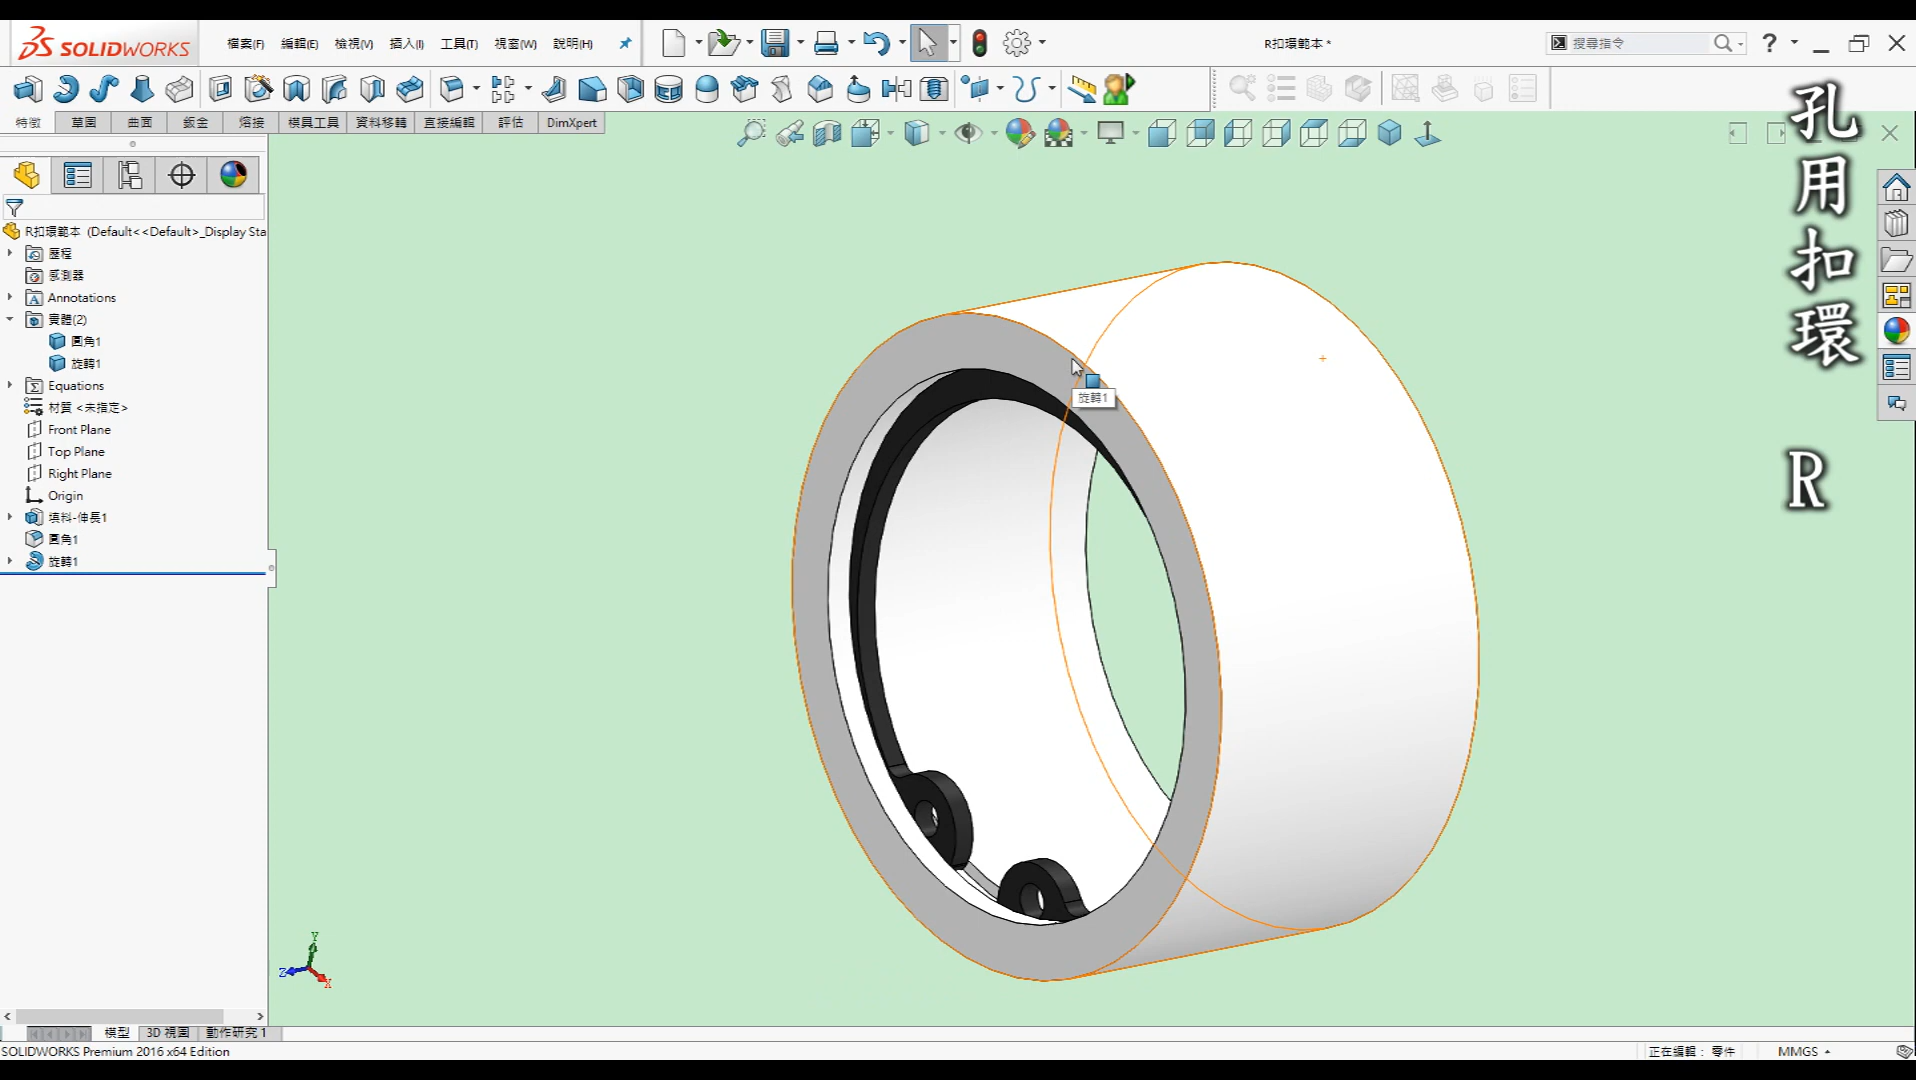 SOLIDWORKS
檔案(F) 編輯(E) 檢視(V) 插入(I) 工具(T) 視窗(W) 說明(H)
R扣環範本 *
搜尋指令
特徵 草圖 曲面 鈑金 熔接 模具工具 資料移轉 直接編輯 評估 DimXpert
R扣環範本 (Default<<Default>_Display Sta
歷程
感測器
Annotations
實體(2)
圓角1
旋轉1
Equations
材質 <未指定>
Front Plane
Top Plane
Right Plane
Origin
填料-伸長1
圓角1
旋轉1
旋轉1
孔用扣環 R
Y
Z
X
模型 3D 視圖 動作研究 1
SOLIDWORKS Premium 2016 x64 Edition
正在編輯： 零件
MMGS